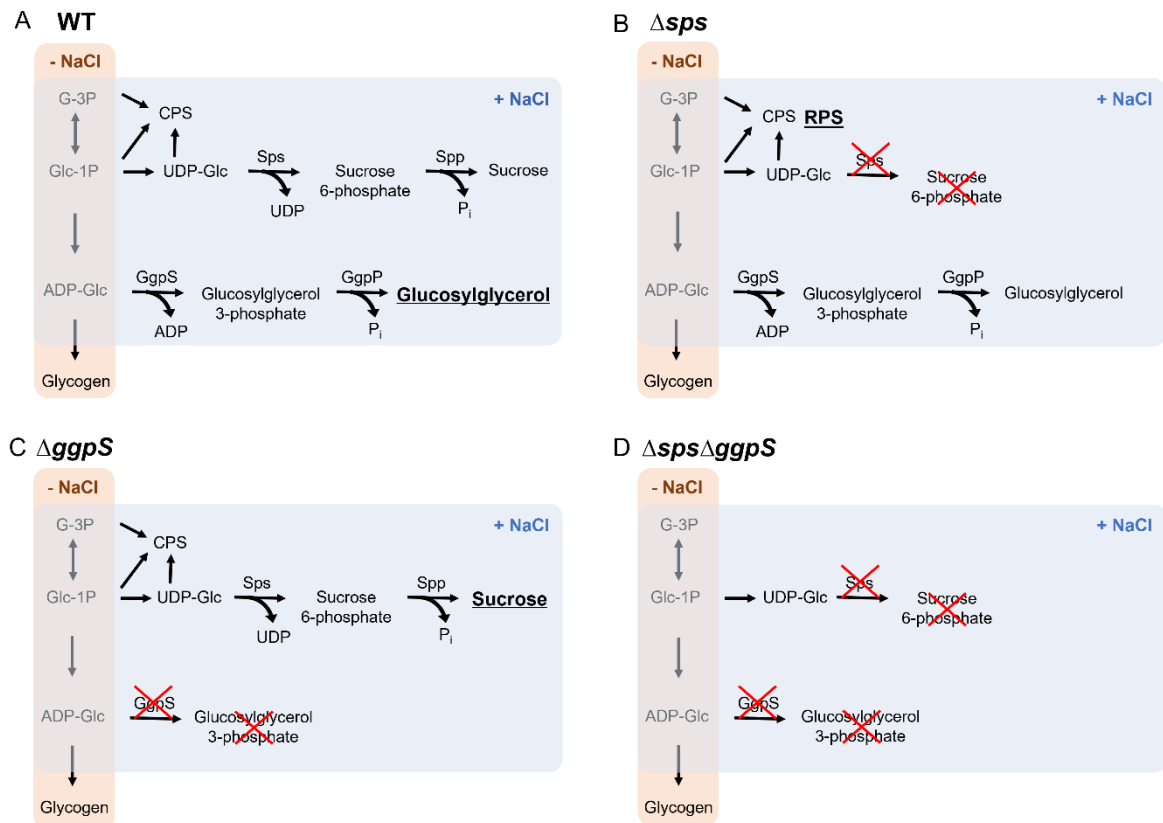 A WT
- NaCl
+ NaCl
G-3P
CPS
Glc-1P
UDP-Glc
Sps
UDP
Sucrose
6-phosphate
Spp
Pi
Sucrose
ADP-Glc
GgpS
ADP
Glucosylglycerol
3-phosphate
GgpP
Pi
Glucosylglycerol
Glycogen
B Δsps
- NaCl
+ NaCl
G-3P
CPS RPS
Glc-1P
UDP-Glc
Sps
Sucrose
6-phosphate
ADP-Glc
GgpS
ADP
Glucosylglycerol
3-phosphate
GgpP
Pi
Glucosylglycerol
Glycogen
C ΔggpS
- NaCl
+ NaCl
G-3P
CPS
Glc-1P
UDP-Glc
Sps
UDP
Sucrose
6-phosphate
Spp
Pi
Sucrose
ADP-Glc
GgpS
Glucosylglycerol
3-phosphate
Glycogen
D ΔspsΔggpS
- NaCl
+ NaCl
G-3P
Glc-1P
UDP-Glc
Sps
Sucrose
6-phosphate
ADP-Glc
GgpS
Glucosylglycerol
3-phosphate
Glycogen